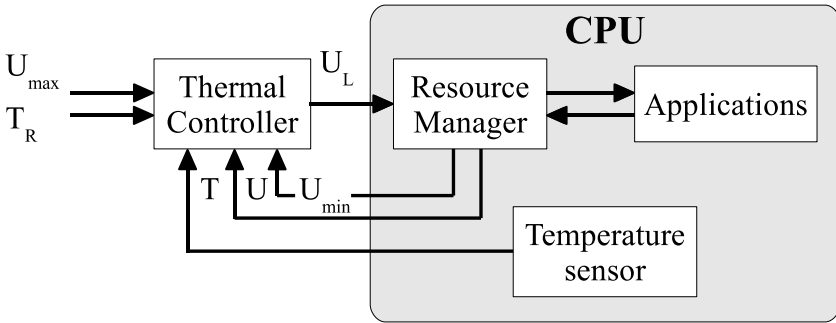 CPU
U_max
T_R
Thermal
Controller
U_L
Resource
Manager
Applications
T
U
U_min
Temperature
sensor